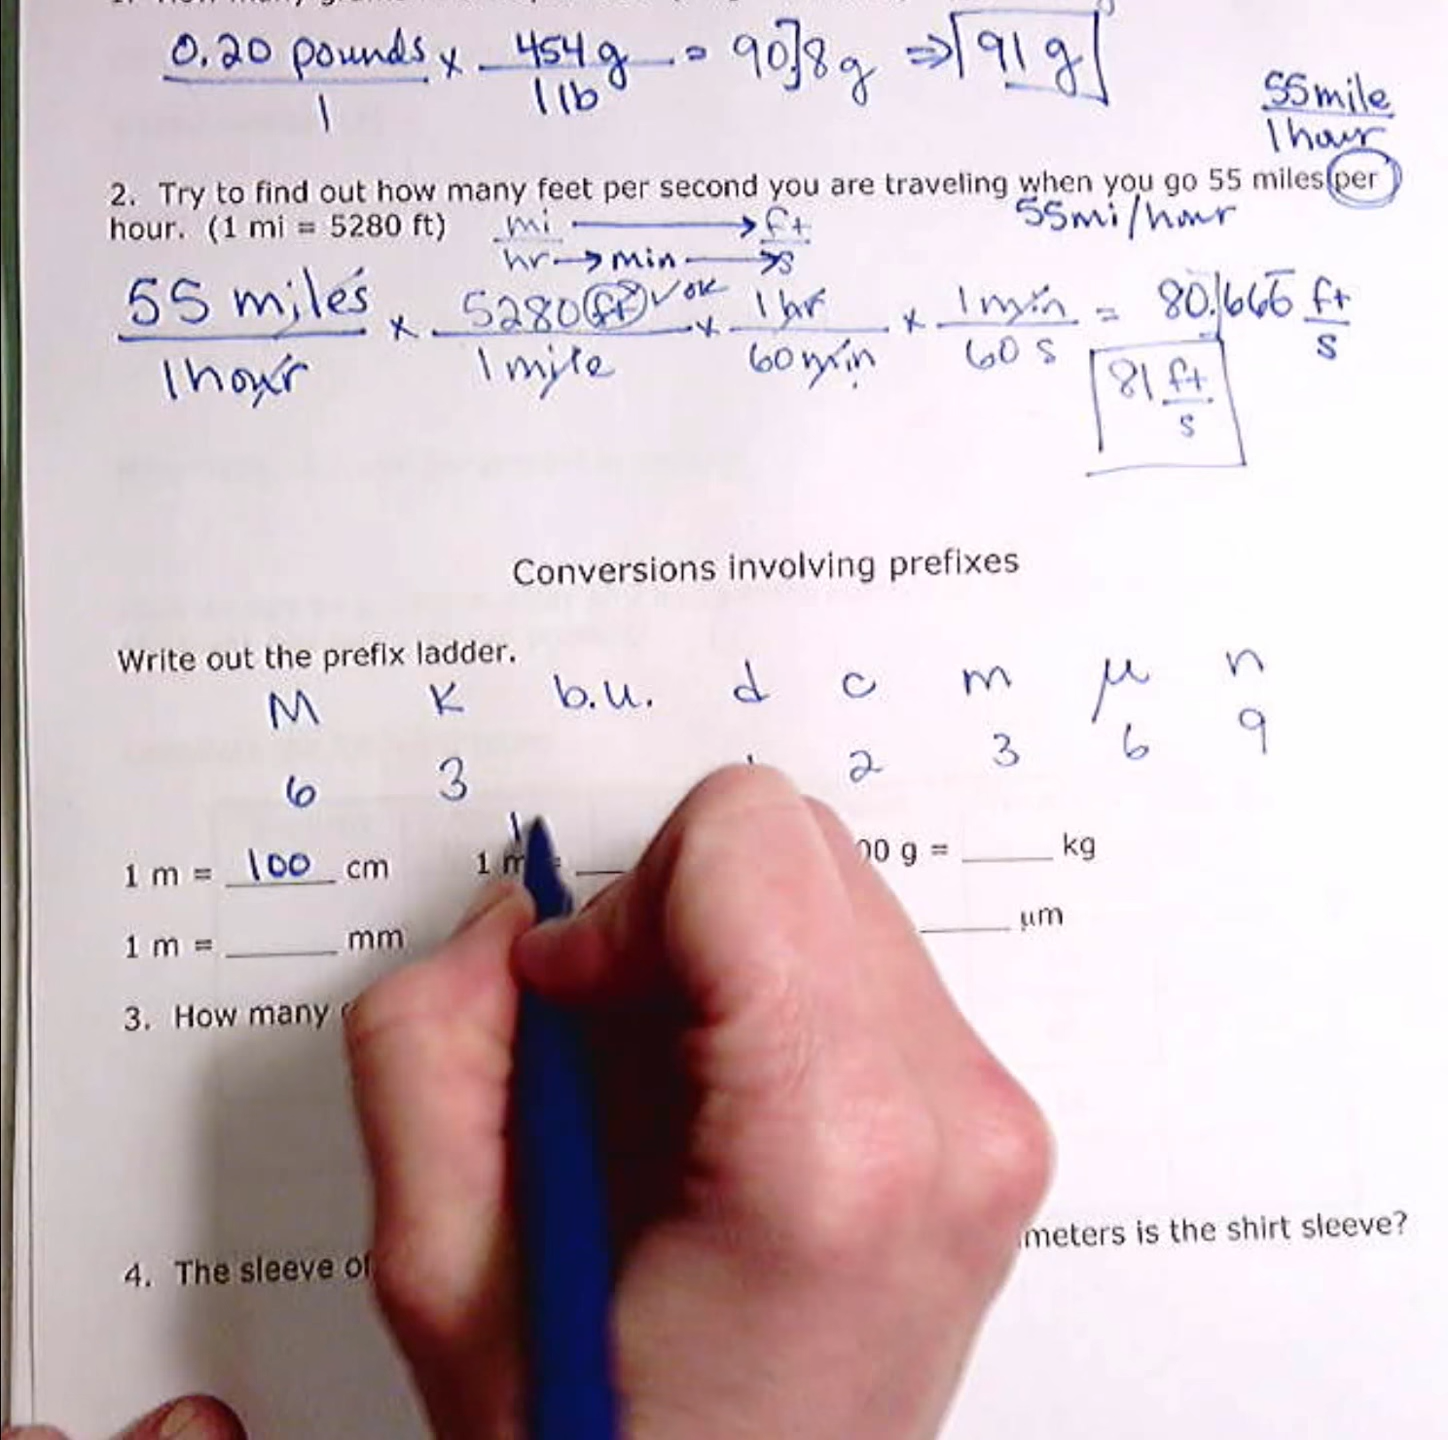 0.20 pounds x 454 g = 90.8 g ⇒ 91 g
1 1 lb
55 mile
1 hour
2. Try to find out how many feet per second you are traveling when you go 55 miles per
hour. (1 mi = 5280 ft) mi → ft 55mi/hour
hr → min → s
55 miles x 5280 ft ✓ ok x 1 hr x 1 min = 80.666 ft
1 hour 1 mile 60 min 60 s s
81 ft
s
Conversions involving prefixes
Write out the prefix ladder.
M K b.u. d c m μ n
6 3 2 3 6 9
1 m = 100 cm 1 00 g = ____ kg
1 m = ____ mm ____ μm
3. How many
4. The sleeve of meters is the shirt sleeve?